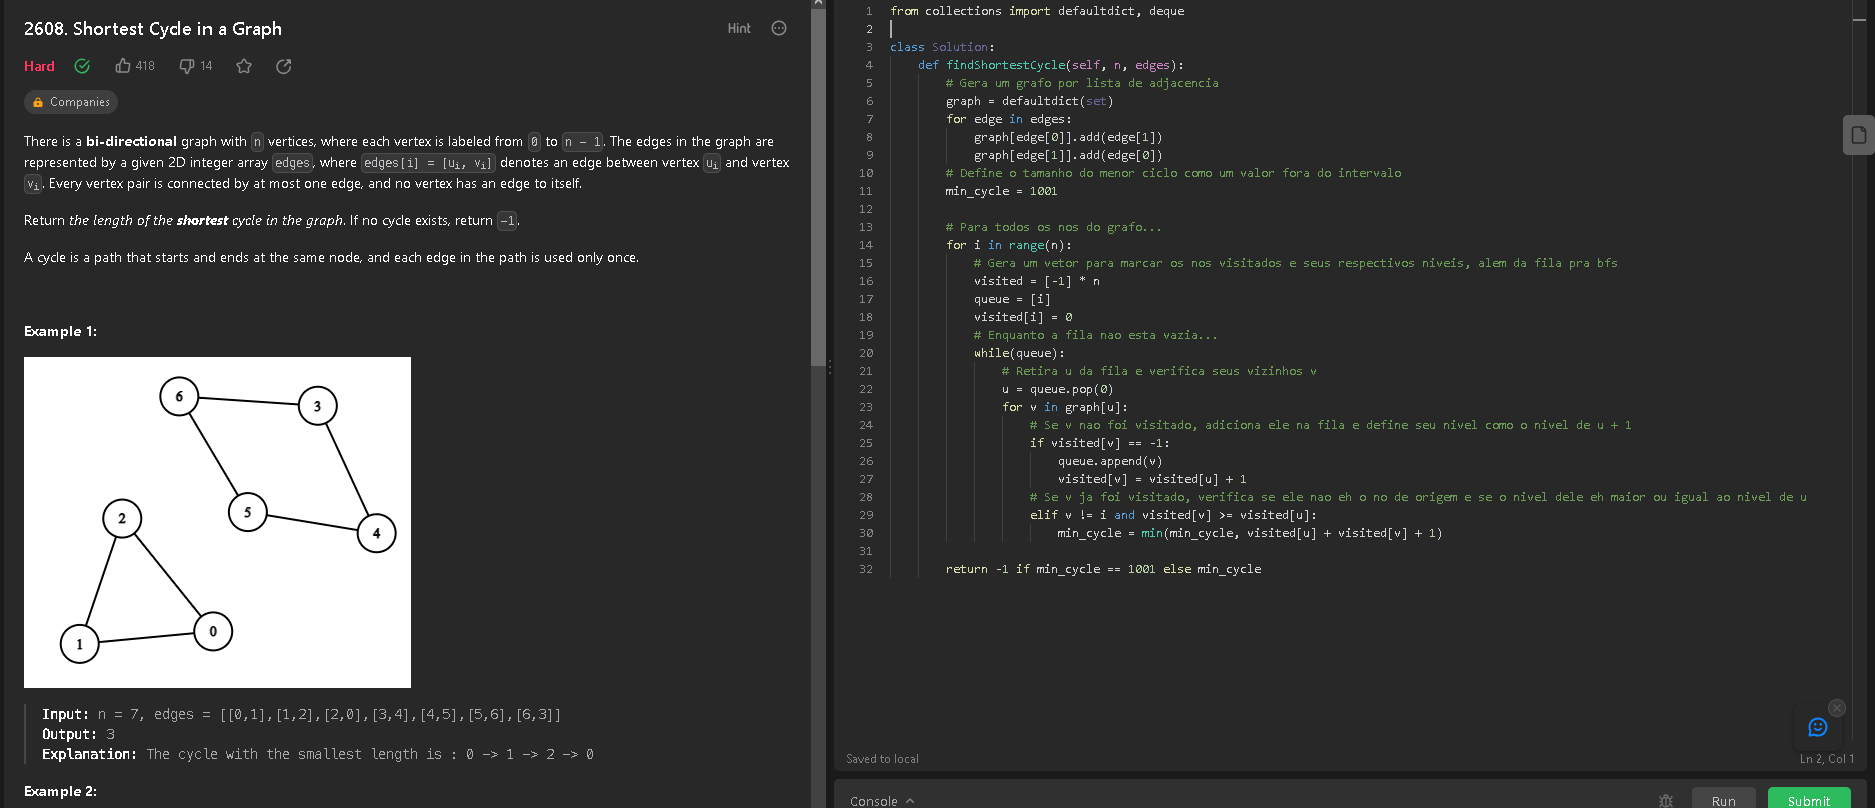 2608. Shortest Cycle in a Graph
Hint
Hard
418
14
Companies
There is a bi-directional graph with n vertices, where each vertex is labeled from 0 to n - 1. The edges in the graph are
represented by a given 2D integer array edges, where edges[i] = [ui, vi] denotes an edge between vertex ui and vertex
vi. Every vertex pair is connected by at most one edge, and no vertex has an edge to itself.
Return the length of the shortest cycle in the graph. If no cycle exists, return -1.
A cycle is a path that starts and ends at the same node, and each edge in the path is used only once.
Example 1:
6
3
2
5
4
1
0
Input: n = 7, edges = [[0,1],[1,2],[2,0],[3,4],[4,5],[5,6],[6,3]]
Output: 3
Explanation: The cycle with the smallest length is : 0 -> 1 -> 2 -> 0
Example 2:
1 from collections import defaultdict, deque
2
3 class Solution:
4 def findShortestCycle(self, n, edges):
5 # Gera um grafo por lista de adjacencia
6 graph = defaultdict(set)
7 for edge in edges:
8 graph[edge[0]].add(edge[1])
9 graph[edge[1]].add(edge[0])
10 # Define o tamanho do menor ciclo como um valor fora do intervalo
11 min_cycle = 1001
12
13 # Para todos os nos do grafo...
14 for i in range(n):
15 # Gera um vetor para marcar os nos visitados e seus respectivos niveis, alem da fila pra bfs
16 visited = [-1] * n
17 queue = [i]
18 visited[i] = 0
19 # Enquanto a fila nao esta vazia...
20 while(queue):
21 # Retira u da fila e verifica seus vizinhos v
22 u = queue.pop(0)
23 for v in graph[u]:
24 # Se v nao foi visitado, adiciona ele na fila e define seu nivel como o nivel de u + 1
25 if visited[v] == -1:
26 queue.append(v)
27 visited[v] = visited[u] + 1
28 # Se v ja foi visitado, verifica se ele nao eh o no de origem e se o nivel dele eh maior ou igual ao nivel de u
29 elif v != i and visited[v] >= visited[u]:
30 min_cycle = min(min_cycle, visited[u] + visited[v] + 1)
31
32 return -1 if min_cycle == 1001 else min_cycle
Saved to local
Ln 2, Col 1
Console
Run
Submit